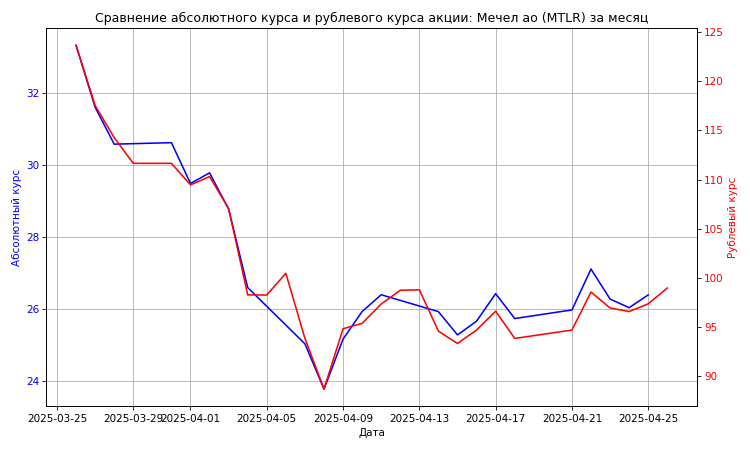 Сравнение абсолютного курса и рублевого курса акции: Мечел ао (MTLR) за месяц
Абсолютный курс
32
30
28
26
24
125
120
115
110
105
100
95
90
Рублевый курс
2025-03-25 2025-03-29 2025-04-01 2025-04-05 2025-04-09 2025-04-13 2025-04-17 2025-04-21 2025-04-25
Дата